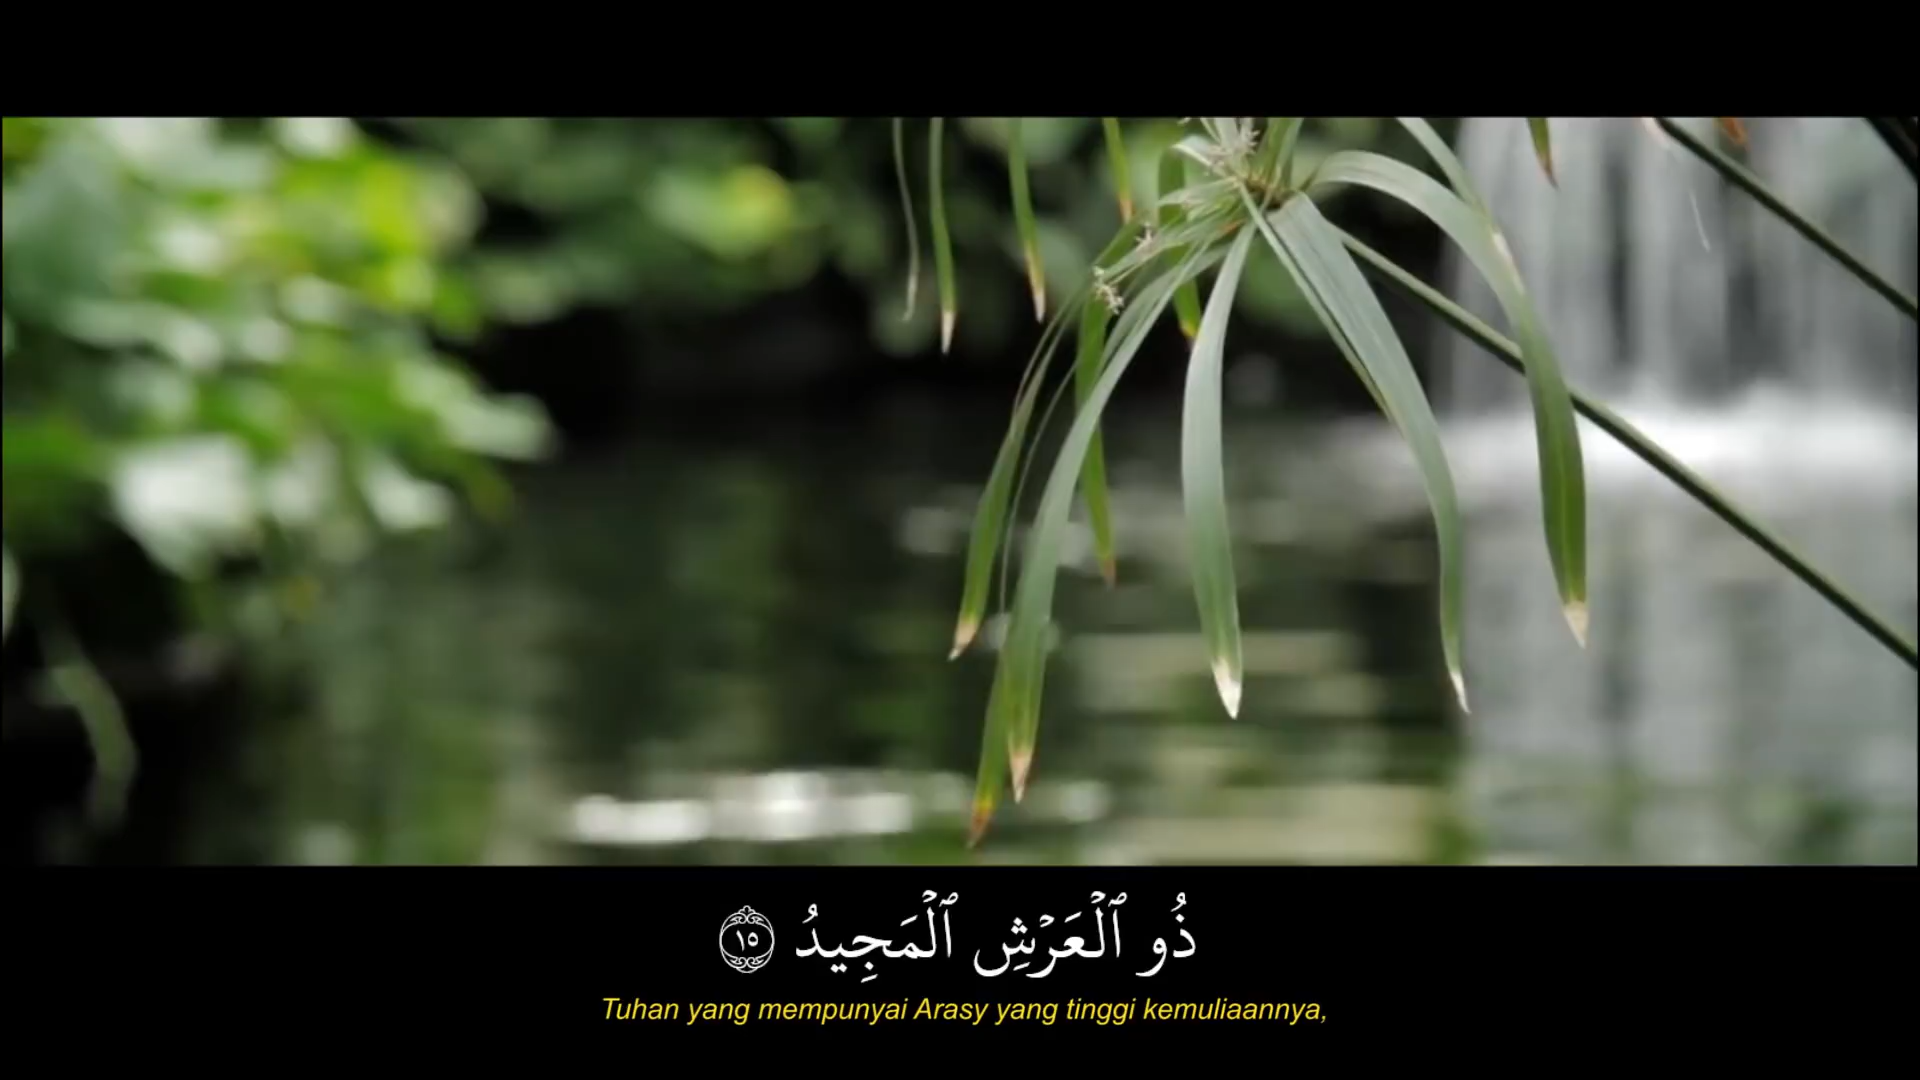 ذُو ٱلْعَرْشِ ٱلْمَجِيدُ ١٥
Tuhan yang mempunyai Arasy yang tinggi kemuliaannya,